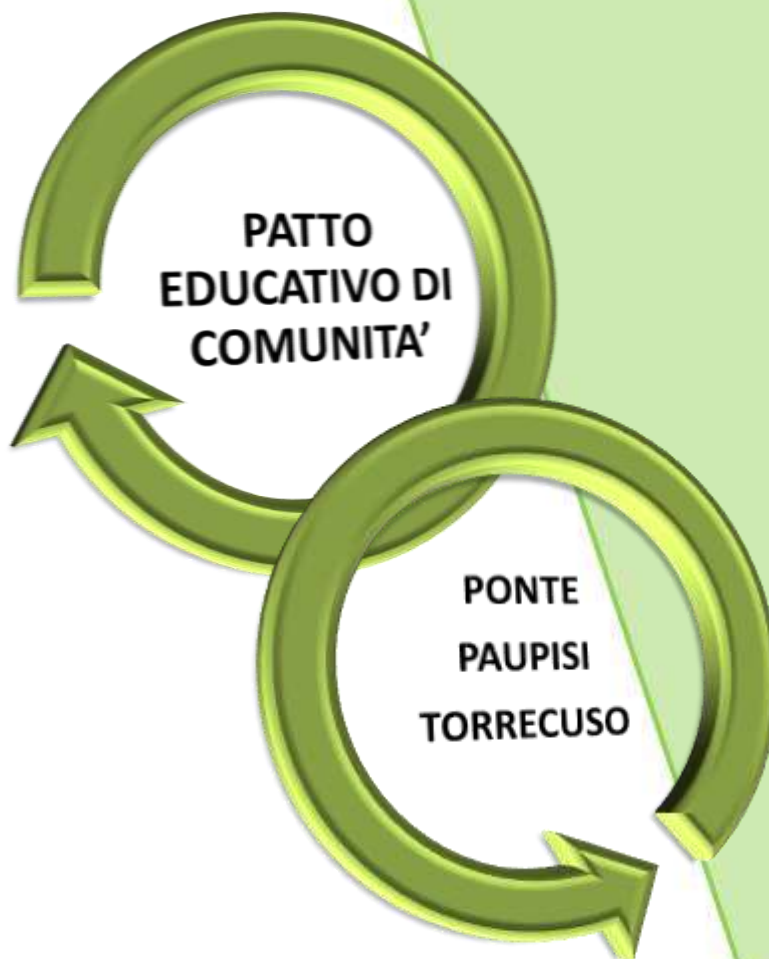 PATTO
EDUCATIVO DI
COMUNITA’
PONTE
PAUPISI
TORRECUSO